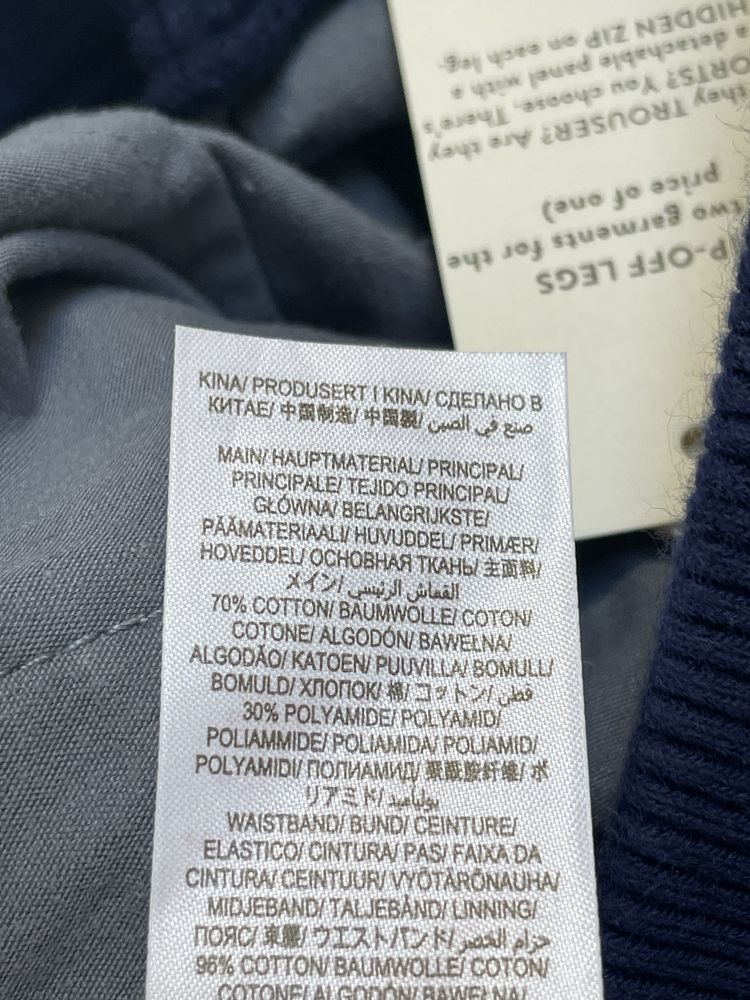 KINA/ PRODUSERT I KINA/ СДЕЛАНО В
КИТАЕ/ 中国制造/ 中國製/ صنع في الصين
MAIN/ HAUPTMATERIAL/ PRINCIPAL/
PRINCIPALE/ TEJIDO PRINCIPAL/
GŁÓWNA/ BELANGRIJKSTE/
PÄÄMATERIAALI/ HUVUDDEL/ PRIMÆR/
HOVEDDEL/ ОСНОВНАЯ ТКАНЬ/ 主面料/
メイン/ القماش الرئيسي/
70% COTTON/ BAUMWOLLE/ COTON/
COTONE/ ALGODÓN/ BAWEŁNA/
ALGODÃO/ KATOEN/ PUUVILLA/ BOMULL/
BOMULD/ ХЛОПОК/ 棉/ コットン/ قطن/
30% POLYAMIDE/ POLYAMID/
POLIAMMIDE/ POLIAMIDA/ POLIAMID/
POLYAMIDI/ ПОЛИАМИД/ 聚酰胺纤维/ ポ
リアミド/ بولياميد/
WAISTBAND/ BUND/ CEINTURE/
ELASTICO/ CINTURA/ PAS/ FAIXA DA
CINTURA/ CEINTUUR/ VYÖTÄRÖNAUHA/
MIDJEBAND/ TALJEBÅND/ LINNING/
ПОЯС/ 束腰/ ウエストバンド/ حزام الخصر/
96% COTTON/ BAUMWOLLE/ COTON/
COTONE/ ALGODÓN/ BAWEŁNA/
P-OFF LEGS
two garments for the
price of one)
they TROUSER? Are they
ORTS? You choose. There's
a detachable panel with a
HIDDEN ZIP on each leg.